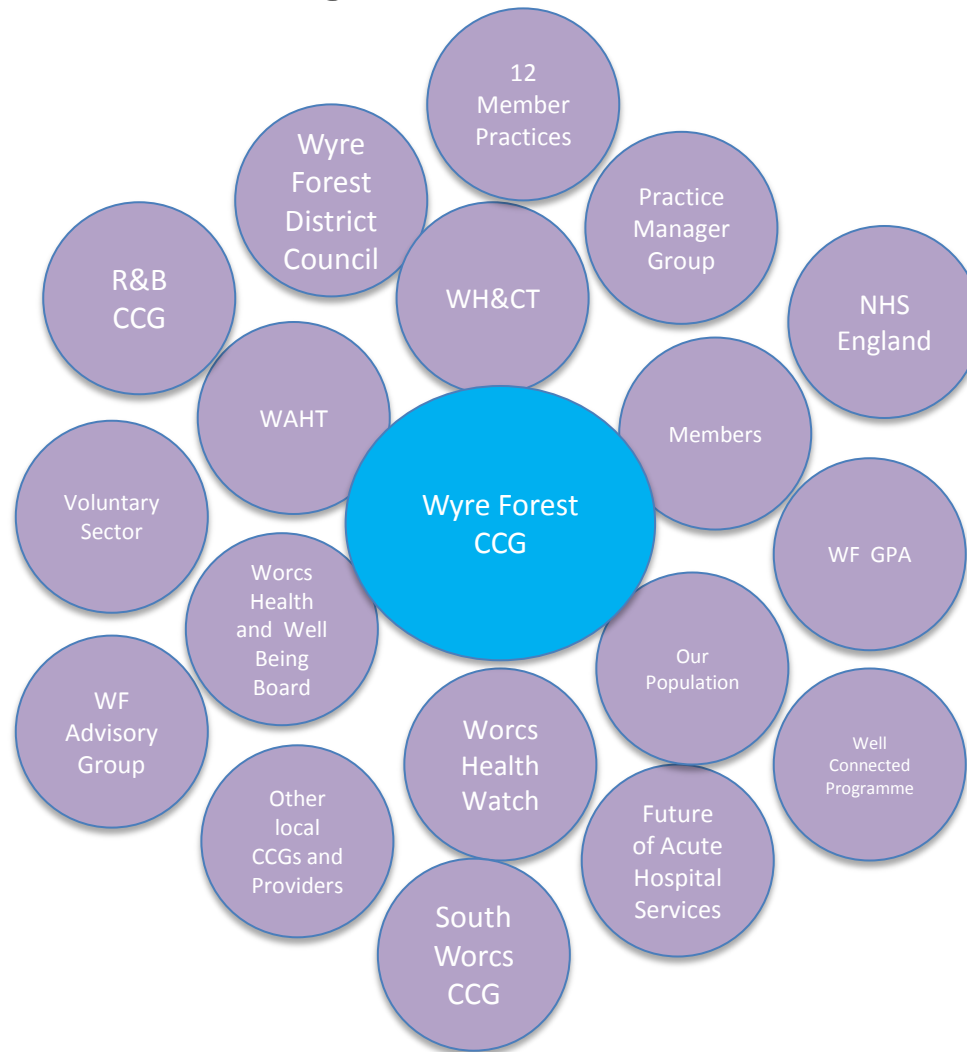 12
Member
Practices
Wyre
Forest
District
Council
Practice
Manager
Group
R&B
CCG
WH&CT
NHS
England
WAHT
Members
Voluntary
Sector
Wyre Forest
CCG
WF GPA
Worcs
Health
and Well
Being
Board
Our
Population
WF
Advisory
Group
Worcs
Health
Watch
Well
Connected
Programme
Other
local
CCGs and
Providers
Future
of Acute
Hospital
Services
South
Worcs
CCG